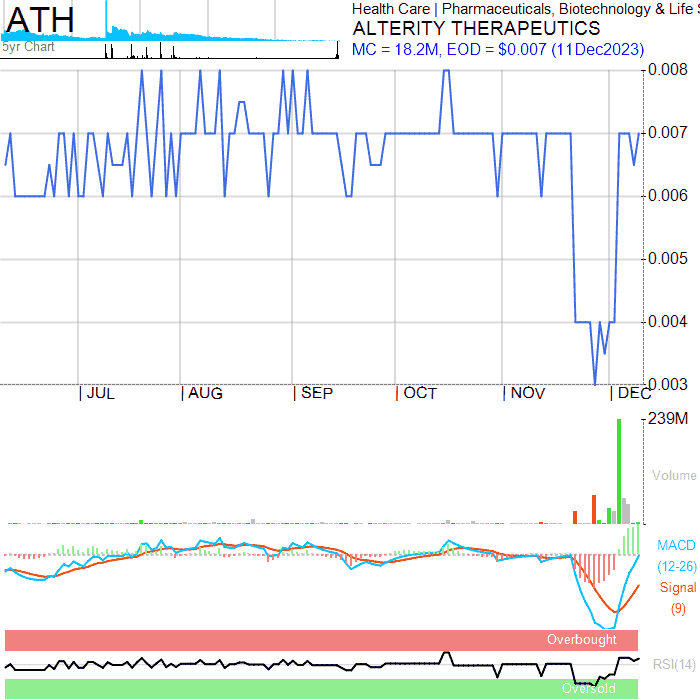 ATH
5yr Chart
Health Care | Pharmaceuticals, Biotechnology & Life S
ALTERITY THERAPEUTICS
MC = 18.2M, EOD = $0.007 (11Dec2023)
0.008
0.007
0.006
0.005
0.004
0.003
JUL
AUG
SEP
OCT
NOV
DEC
239M
Volume
MACD
(12-26)
Signal
(9)
Overbought
RSI(14)
Oversold